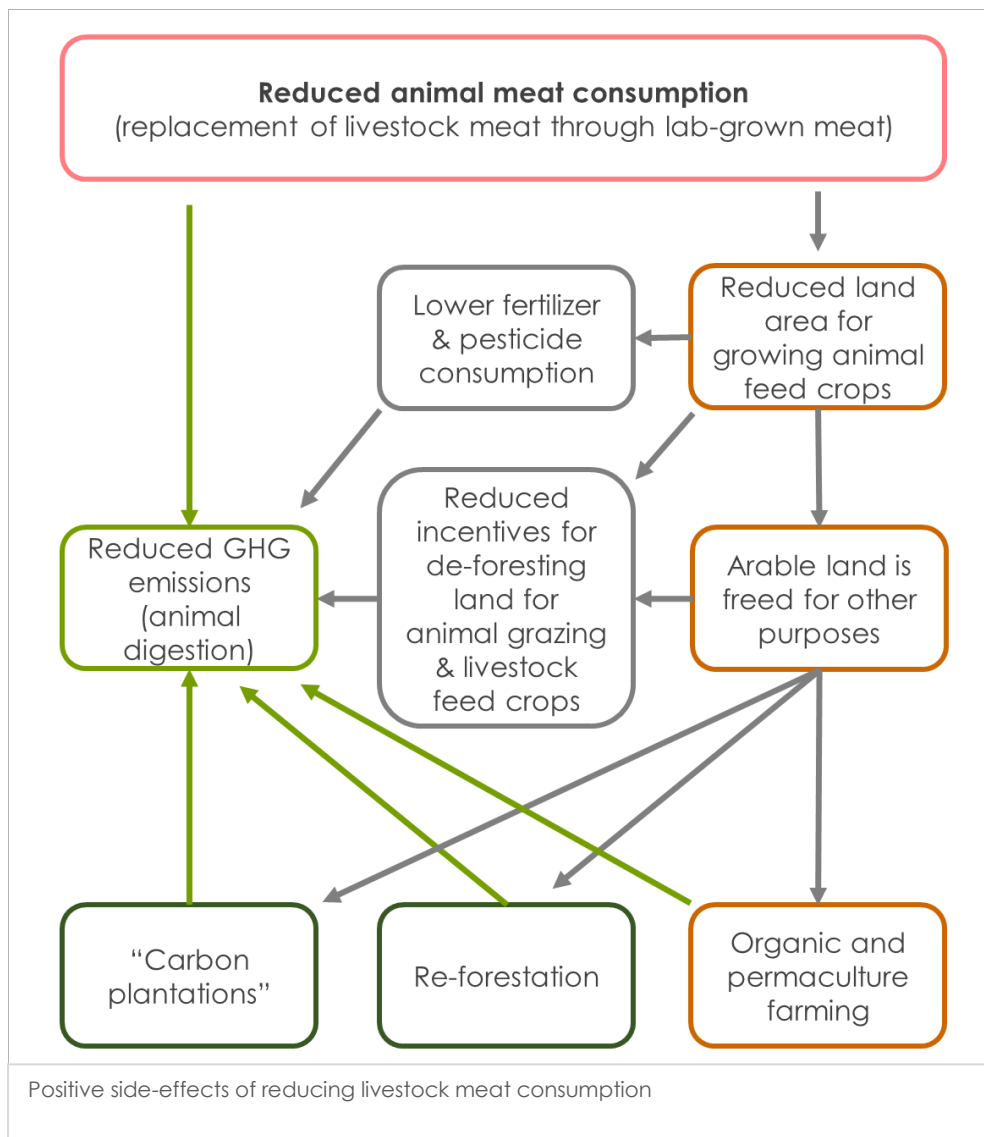 Reduced animal meat consumption
(replacement of livestock meat through lab-grown meat)
Lower fertilizer
& pesticide
consumption
Reduced land
area for
growing animal
feed crops
Reduced GHG
emissions
(animal
digestion)
Reduced
incentives for
de-foresting
land for
animal grazing
& livestock
feed crops
Arable land is
freed for other
purposes
“Carbon
plantations”
Re-forestation
Organic and
permaculture
farming
Positive side-effects of reducing livestock meat consumption